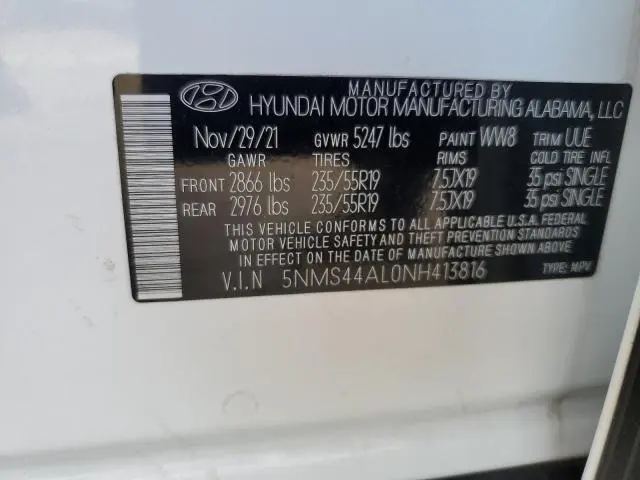 MANUFACTURED BY
HYUNDAI MOTOR MANUFACTURING ALABAMA, LLC
Nov/29/21 GVWR 5247 lbs PAINT WW8 TRIM UUE
GAWR TIRES RIMS COLD TIRE INFL
FRONT 2866 lbs 235/55R19 7.5JX19 35 psi SINGLE
REAR 2976 lbs 235/55R19 7.5JX19 35 psi SINGLE
THIS VEHICLE CONFORMS TO ALL APPLICABLE U.S.A. FEDERAL
MOTOR VEHICLE SAFETY AND THEFT PREVENTION STANDARDS
IN EFFECT ON THE DATE OF MANUFACTURE SHOWN ABOVE.
V.I.N 5NMS44AL0NH413816 TYPE: MPV